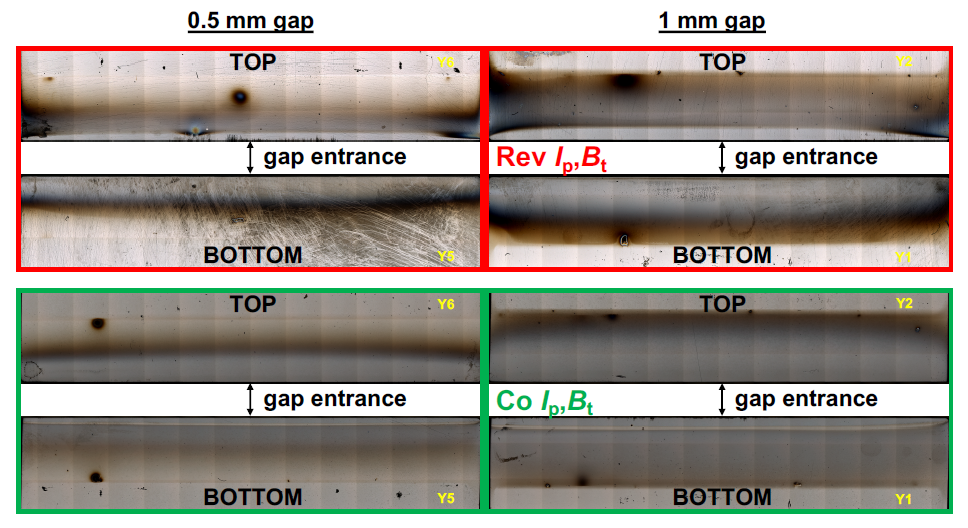 0.5 mm gap
1 mm gap
TOP
Y6
TOP
Y2
gap entrance
Rev Ip,Bt
gap entrance
BOTTOM
Y5
BOTTOM
Y1
TOP
Y6
TOP
Y2
gap entrance
Co Ip,Bt
gap entrance
BOTTOM
Y5
BOTTOM
Y1